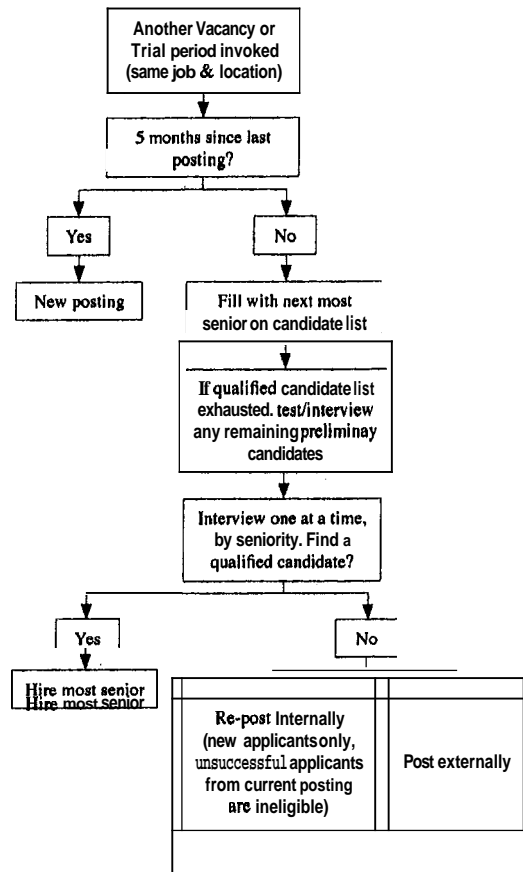 Another Vacancy or
Trial period invoked
(same job & location)
5 months since last
posting?
Yes
No
New posting
Fill with next most
senior on candidate list
If qualified candidate list
exhausted. test/interview
any remaining preliminay
candidates
Interview one at a time,
by seniority. Find a
qualified candidate?
Yes
No
Hire most senior
Hire most senior
Re-post Internally
(new applicants only,
unsuccessful applicants
from current posting
are ineligible)
Post externally